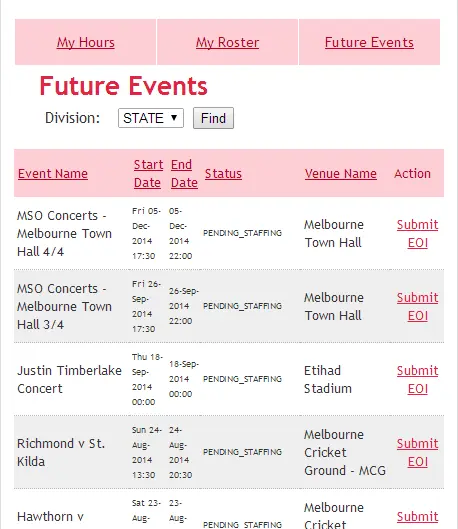 My Hours My Roster Future Events
Future Events
Division: STATE Find
Event Name Start Date End Date Status Venue Name Action
MSO Concerts - Melbourne Town Hall 4/4 Fri 05-Dec-2014 17:30 05-Dec-2014 22:00 PENDING_STAFFING Melbourne Town Hall Submit EOI
MSO Concerts - Melbourne Town Hall 3/4 Fri 26-Sep-2014 17:30 26-Sep-2014 22:00 PENDING_STAFFING Melbourne Town Hall Submit EOI
Justin Timberlake Concert Thu 18-Sep-2014 00:00 18-Sep-2014 00:00 PENDING_STAFFING Etihad Stadium Submit EOI
Richmond v St. Kilda Sun 24-Aug-2014 13:30 24-Aug-2014 20:30 PENDING_STAFFING Melbourne Cricket Ground - MCG Submit EOI
Hawthorn v Sat 23-Aug- 23-Aug- PENDING_STAFFING Melbourne Cricket Submit